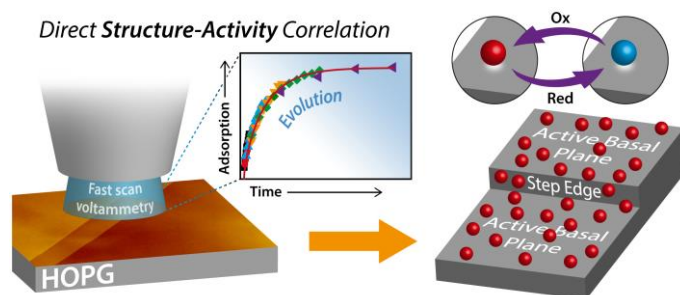 Direct Structure-Activity Correlation
Adsorption
Evolution
Time
Fast scan
voltammetry
HOPG
Ox
Red
Active Basal
Plane
Step Edge
Active Basal
Plane